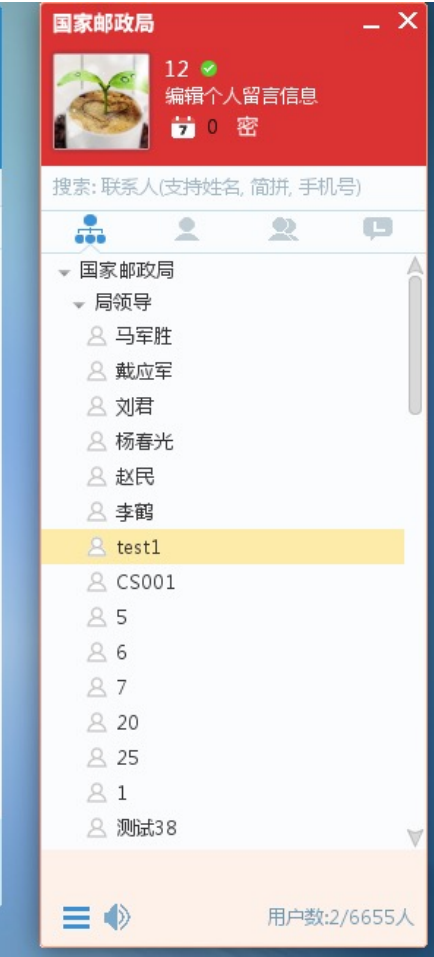 国家邮政局
12
编辑个人留言信息
7 0 密
搜索: 联系人(支持姓名, 简拼, 手机号)
国家邮政局
局领导
马军胜
戴应军
刘君
杨春光
赵民
李鹤
test1
CS001
5
6
7
20
25
1
测试38
用户数:2/6655人